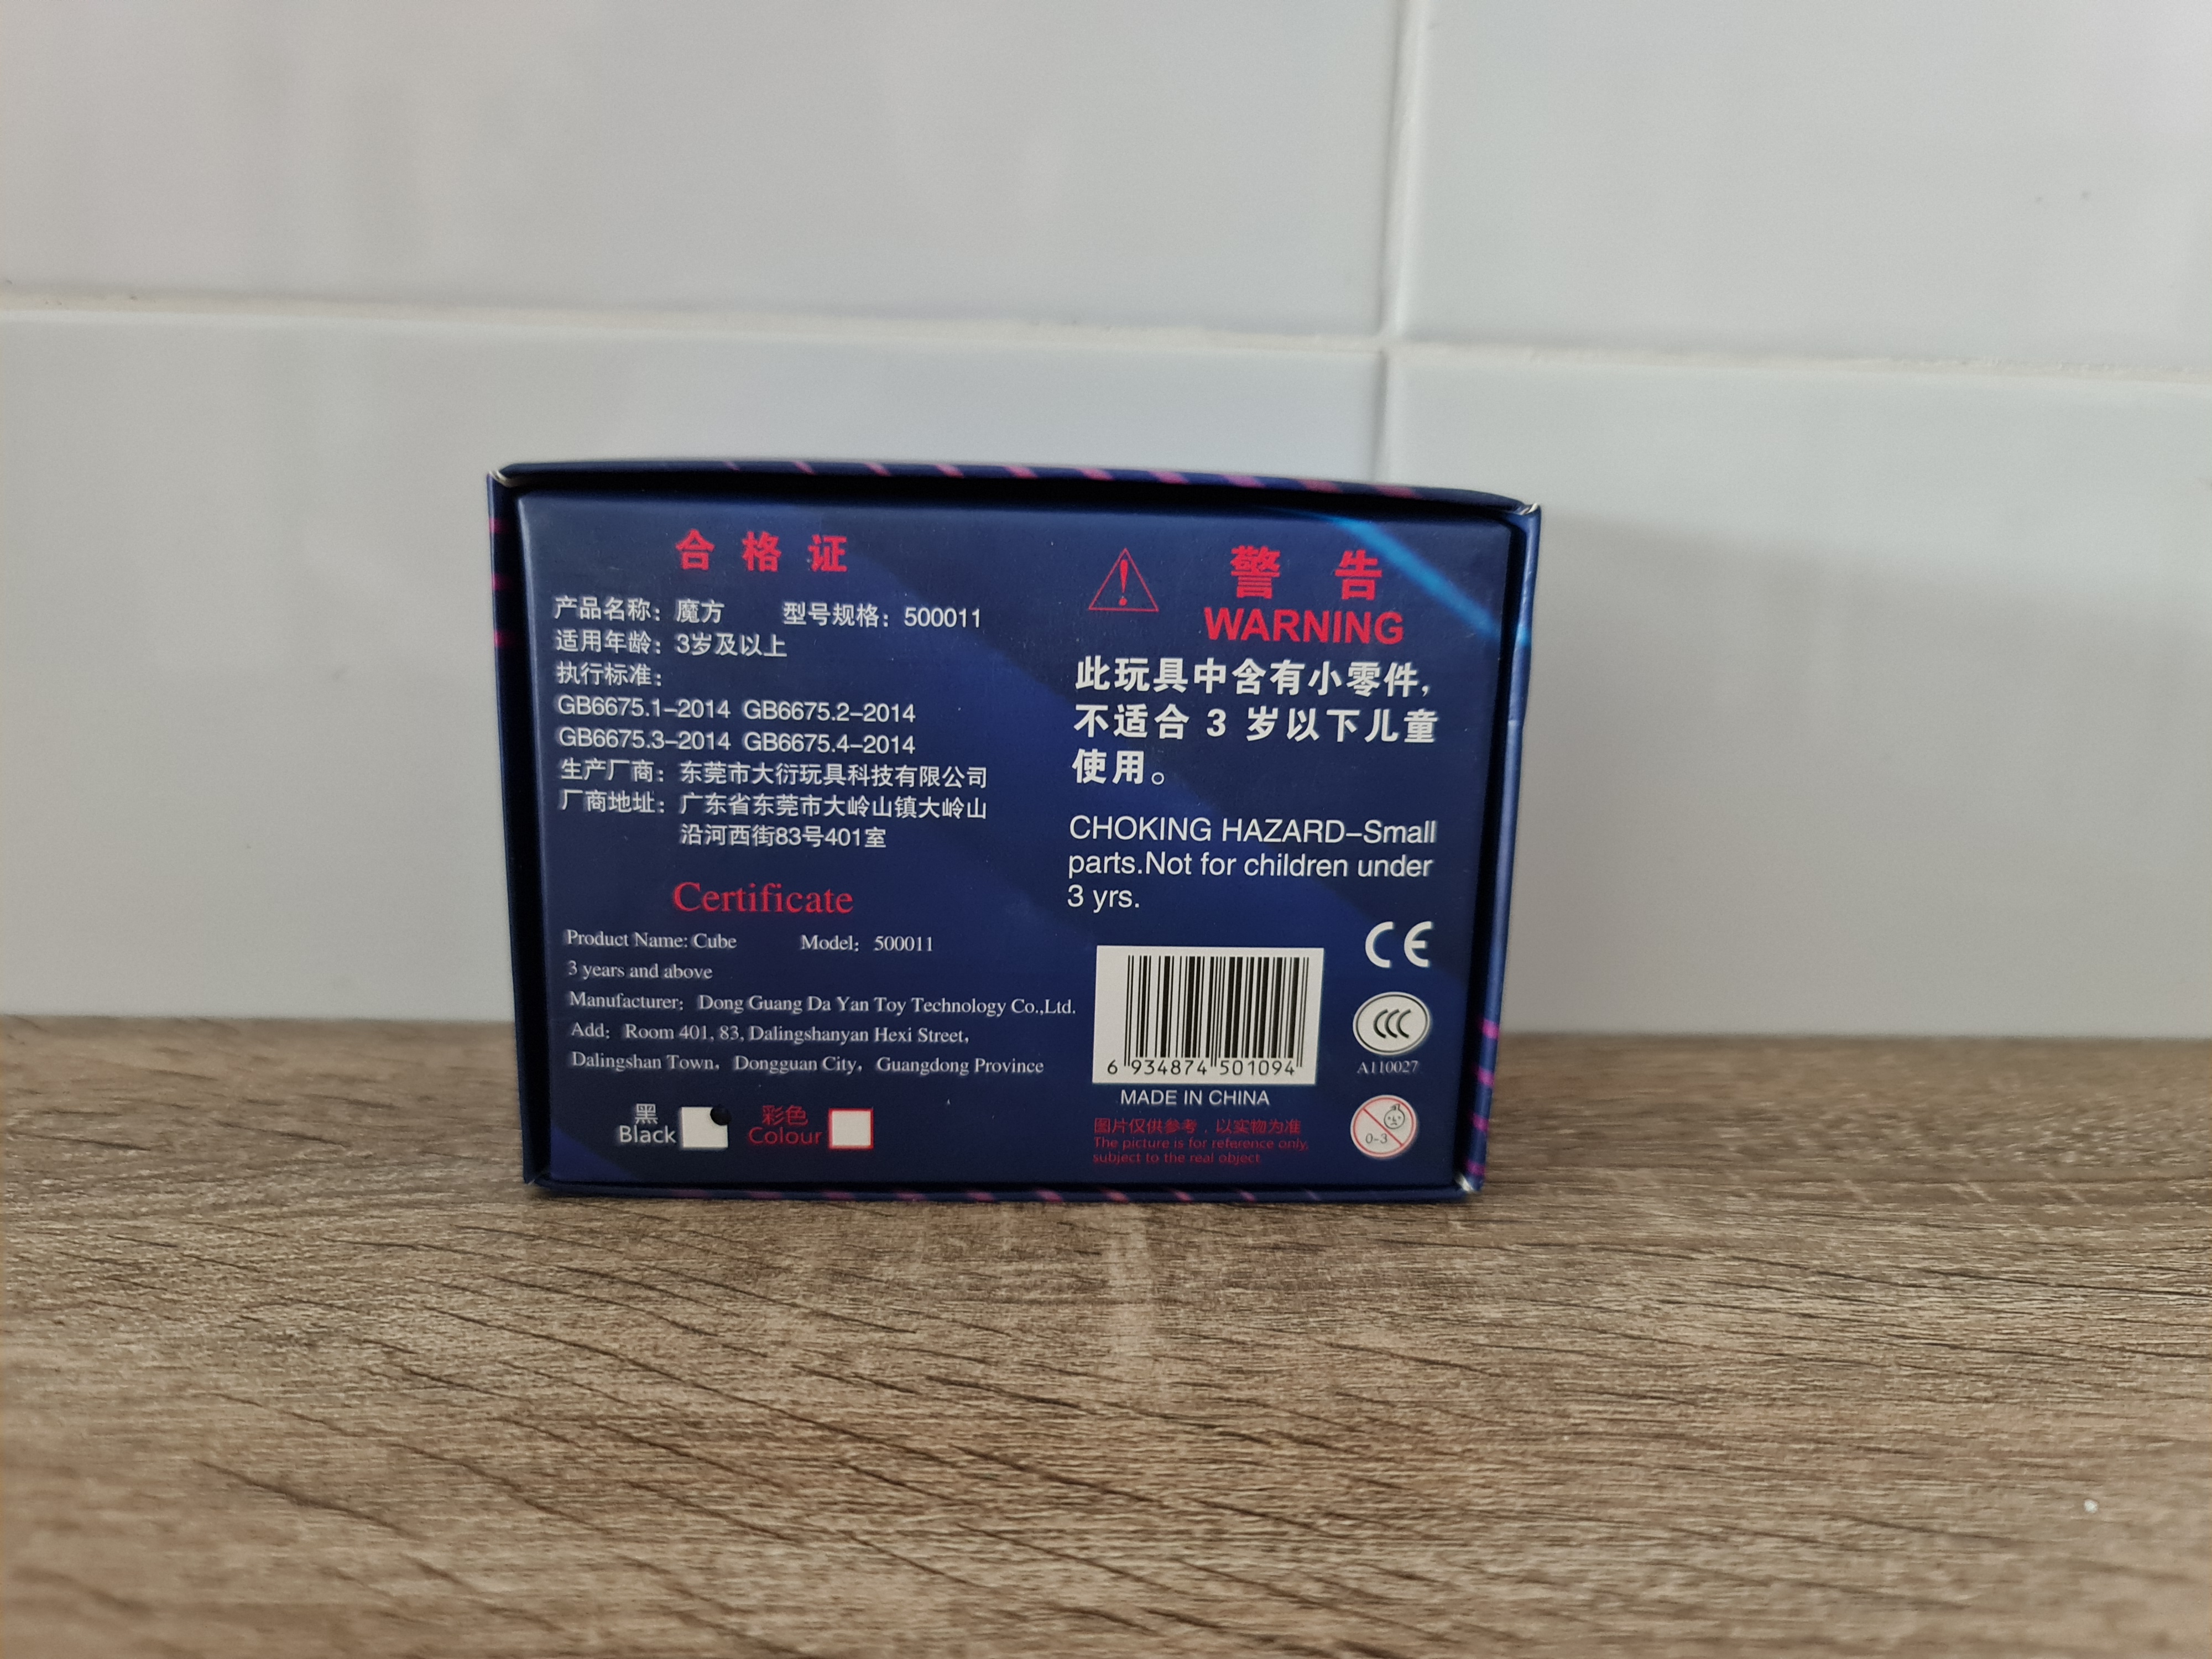 合格证
产品名称：魔方 型号规格：500011
适用年龄：3岁及以上
执行标准：
GB6675.1-2014 GB6675.2-2014
GB6675.3-2014 GB6675.4-2014
生产厂商：东莞市大衍玩具科技有限公司
厂商地址：广东省东莞市大岭山镇大岭山
沿河西街83号401室
Certificate
Product Name: Cube Model：500011
3 years and above
Manufacturer：Dong Guang Da Yan Toy Technology Co.,Ltd.
Add：Room 401, 83, Dalingshanyan Hexi Street，
Dalingshan Town，Dongguan City，Guangdong Province
黑 彩色
Black Colour
警告
WARNING
此玩具中含有小零件，
不适合 3 岁以下儿童
使用。
CHOKING HAZARD–Small
parts.Not for children under
3 yrs.
CE
CCC
A110027
6 934874 501094
MADE IN CHINA
图片仅供参考．以实物为准
The picture is for reference only,
subject to the real object.
0-3